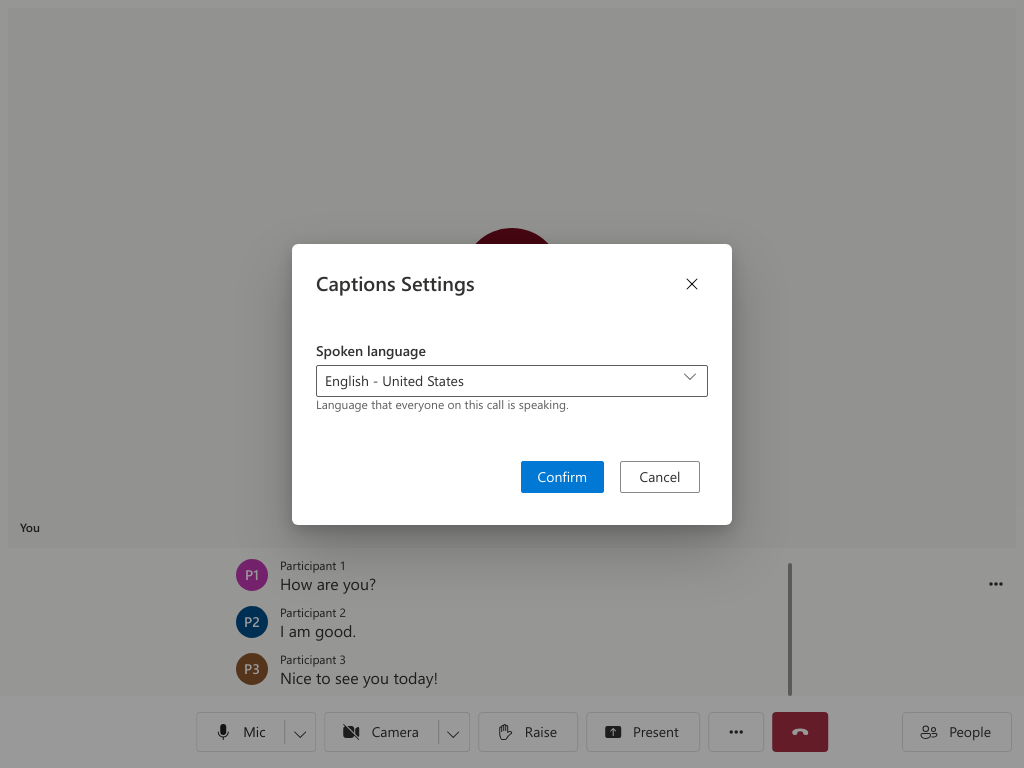 Captions Settings
Spoken language
English - United States
Language that everyone on this call is speaking.
Confirm
Cancel
You
P1
Participant 1
How are you?
P2
Participant 2
I am good.
P3
Participant 3
Nice to see you today!
Mic
Camera
Raise
Present
People